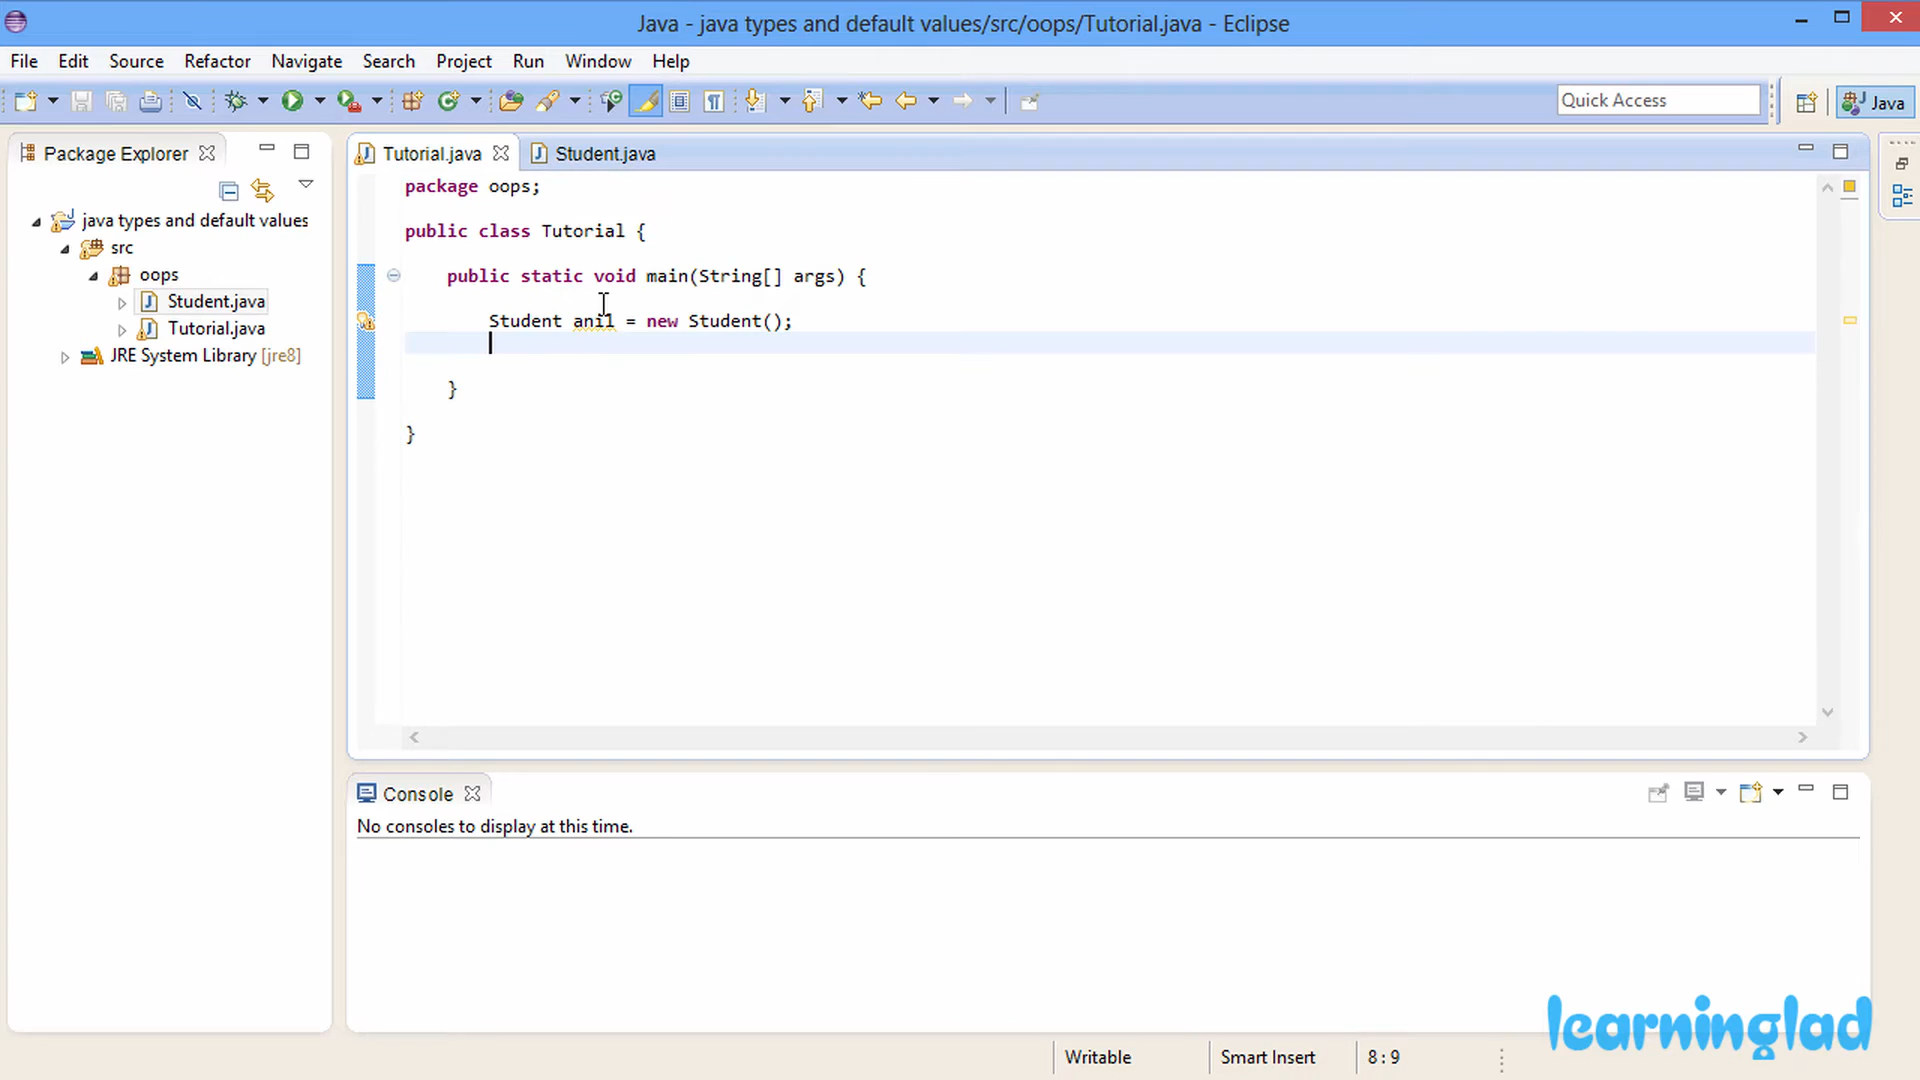 Java - java types and default values/src/oops/Tutorial.java - Eclipse
File Edit Source Refactor Navigate Search Project Run Window Help
Quick Access
Java
Package Explorer
Tutorial.java
Student.java
package oops;
java types and default values
public class Tutorial {
src
oops
public static void main(String[] args) {
Student.java
Student anil = new Student();
Tutorial.java
JRE System Library [jre8]
}
}
Console
No consoles to display at this time.
learninglad
Writable
Smart Insert
8 : 9